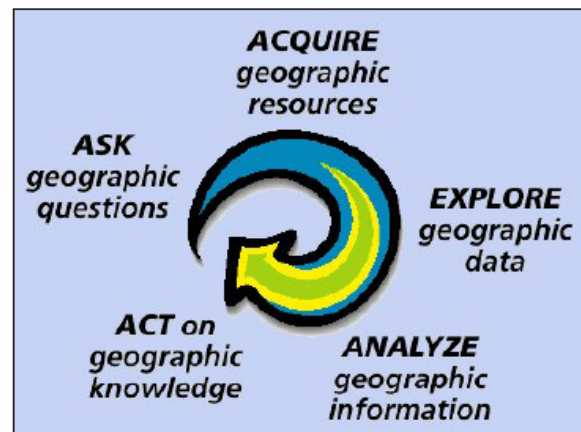 ACQUIRE
geographic
resources
ASK
geographic
questions
EXPLORE
geographic
data
ACT on
geographic
knowledge
ANALYZE
geographic
information